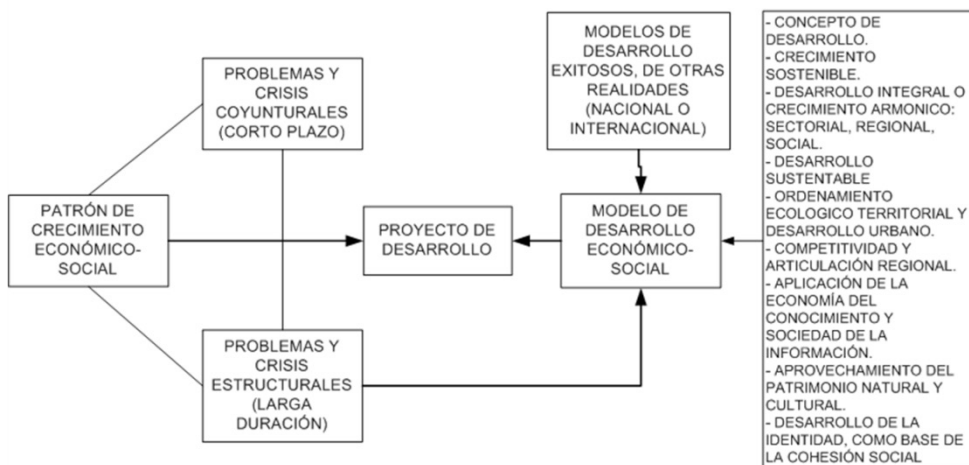 PROBLEMAS Y
CRISIS
COYUNTURALES
(CORTO PLAZO)
MODELOS DE
DESARROLLO
EXITOSOS, DE OTRAS
REALIDADES
(NACIONAL O
INTERNACIONAL)
PATRÓN DE
CRECIMIENTO
ECONÓMICO-
SOCIAL
PROYECTO DE
DESARROLLO
MODELO DE
DESARROLLO
ECONÓMICO-
SOCIAL
PROBLEMAS Y
CRISIS
ESTRUCTURALES
(LARGA
DURACIÓN)
- CONCEPTO DE
DESARROLLO.
- CRECIMIENTO
SOSTENIBLE.
- DESARROLLO INTEGRAL O
CRECIMIENTO ARMONICO:
SECTORIAL, REGIONAL,
SOCIAL.
- DESARROLLO
SUSTENTABLE
- ORDENAMIENTO
ECOLOGICO TERRITORIAL Y
DESARROLLO URBANO.
- COMPETITIVIDAD Y
ARTICULACIÓN REGIONAL.
- APLICACIÓN DE LA
ECONOMÍA DEL
CONOCIMIENTO Y
SOCIEDAD DE LA
INFORMACIÓN.
- APROVECHAMIENTO DEL
PATRIMONIO NATURAL Y
CULTURAL.
- DESARROLLO DE LA
IDENTIDAD, COMO BASE DE
LA COHESIÓN SOCIAL